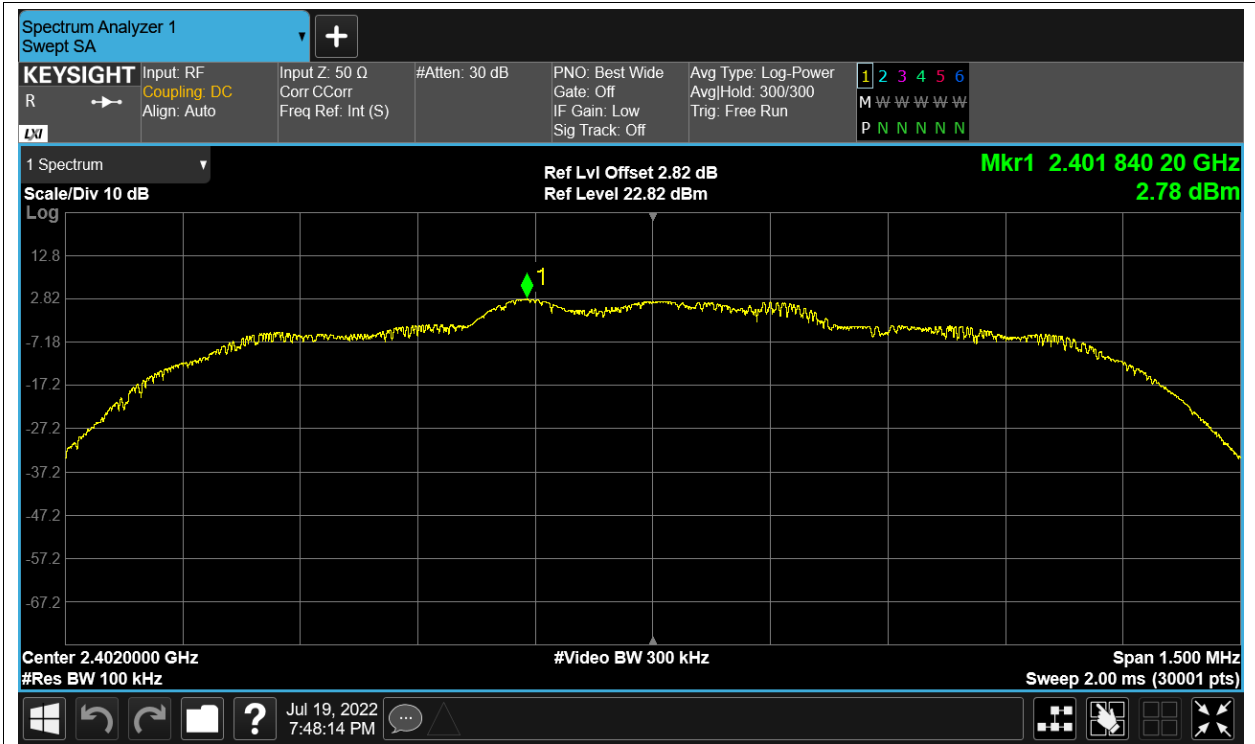 Spectrum Analyzer 1
Swept SA
KEYSIGHT
R
LXI
Input: RF
Coupling: DC
Align: Auto
Input Z: 50 Ω
Corr CCorr
Freq Ref: Int (S)
#Atten: 30 dB
PNO: Best Wide
Gate: Off
IF Gain: Low
Sig Track: Off
Avg Type: Log-Power
Avg|Hold: 300/300
Trig: Free Run
1 2 3 4 5 6
M W W W W W
P N N N N N
1 Spectrum
Scale/Div 10 dB
Log
Ref Lvl Offset 2.82 dB
Ref Level 22.82 dBm
Mkr1 2.401 840 20 GHz
2.78 dBm
12.8
2.82
-7.18
-17.2
-27.2
-37.2
-47.2
-57.2
-67.2
1
Center 2.4020000 GHz
#Res BW 100 kHz
#Video BW 300 kHz
Span 1.500 MHz
Sweep 2.00 ms (30001 pts)
?
Jul 19, 2022
7:48:14 PM